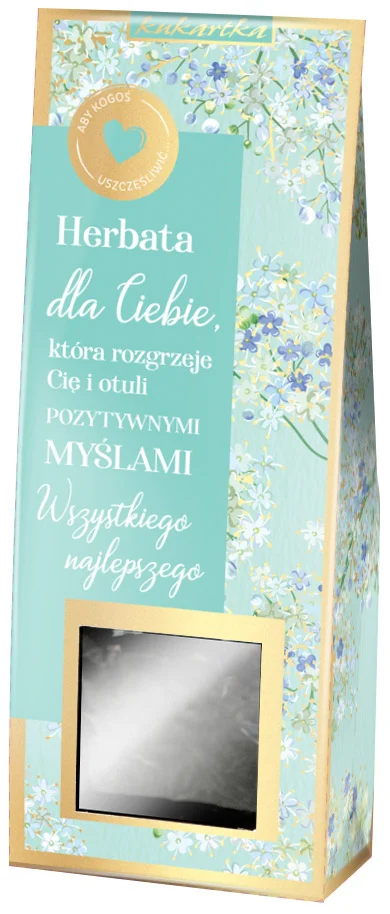 kukartka
ABY KOGOŚ
USZCZĘŚLIWIĆ
Herbata
dla Ciebie,
która rozgrzeje
Cię i otuli
POZYTYWNYMI
MYŚLAMI
Wszystkiego
najlepszego